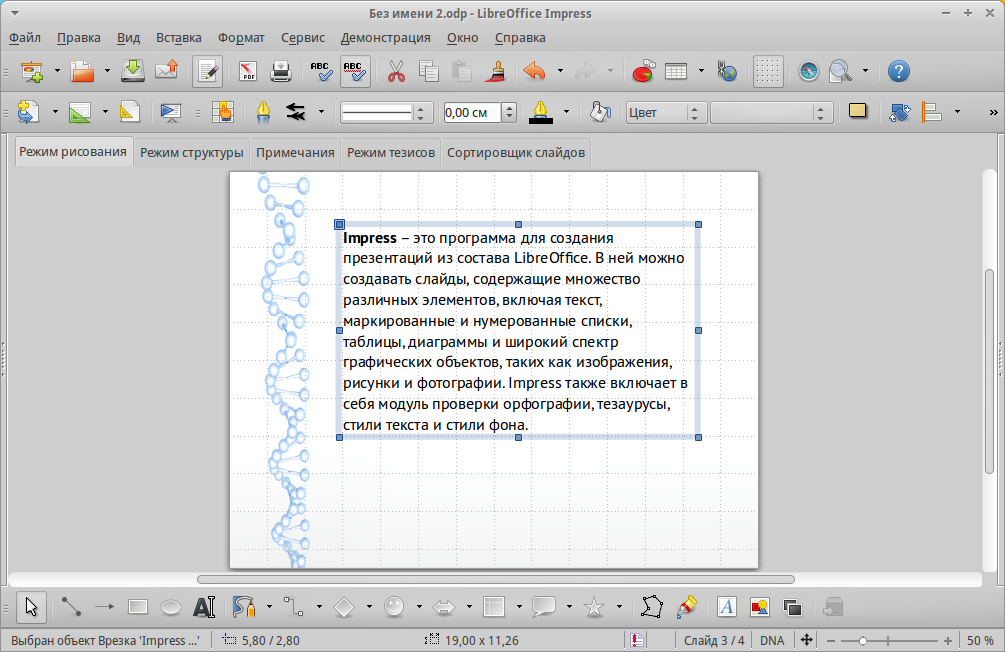 Без имени 2.odp - LibreOffice Impress
Файл Правка Вид Вставка Формат Сервис Демонстрация Окно Справка
PDF ABC ABC
0,00 см Цвет »
Режим рисования Режим структуры Примечания Режим тезисов Сортировщик слайдов
Impress – это программа для создания
презентаций из состава LibreOffice. В ней можно
создавать слайды, содержащие множество
различных элементов, включая текст,
маркированные и нумерованные списки,
таблицы, диаграммы и широкий спектр
графических объектов, таких как изображения,
рисунки и фотографии. Impress также включает в
себя модуль проверки орфографии, тезаурусы,
стили текста и стили фона.
Выбран объект Врезка 'Impress ...' 5,80 / 2,80 19,00 x 11,26 Слайд 3 / 4 DNA 50 %